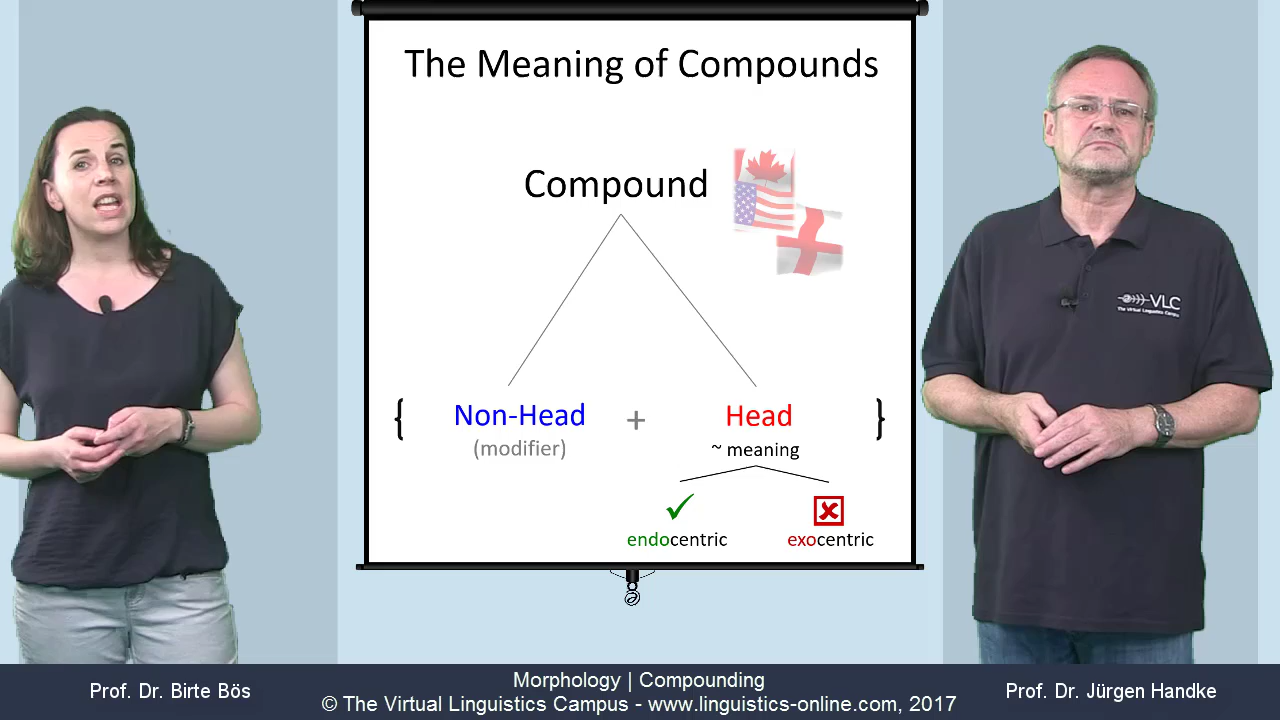 The Meaning of Compounds
Compound
{ Non-Head + Head }
(modifier) ~ meaning
endocentric exocentric
VLC
The Virtual Linguistics Campus
Prof. Dr. Birte Bös
Morphology | Compounding
© The Virtual Linguistics Campus - www.linguistics-online.com, 2017
Prof. Dr. Jürgen Handke